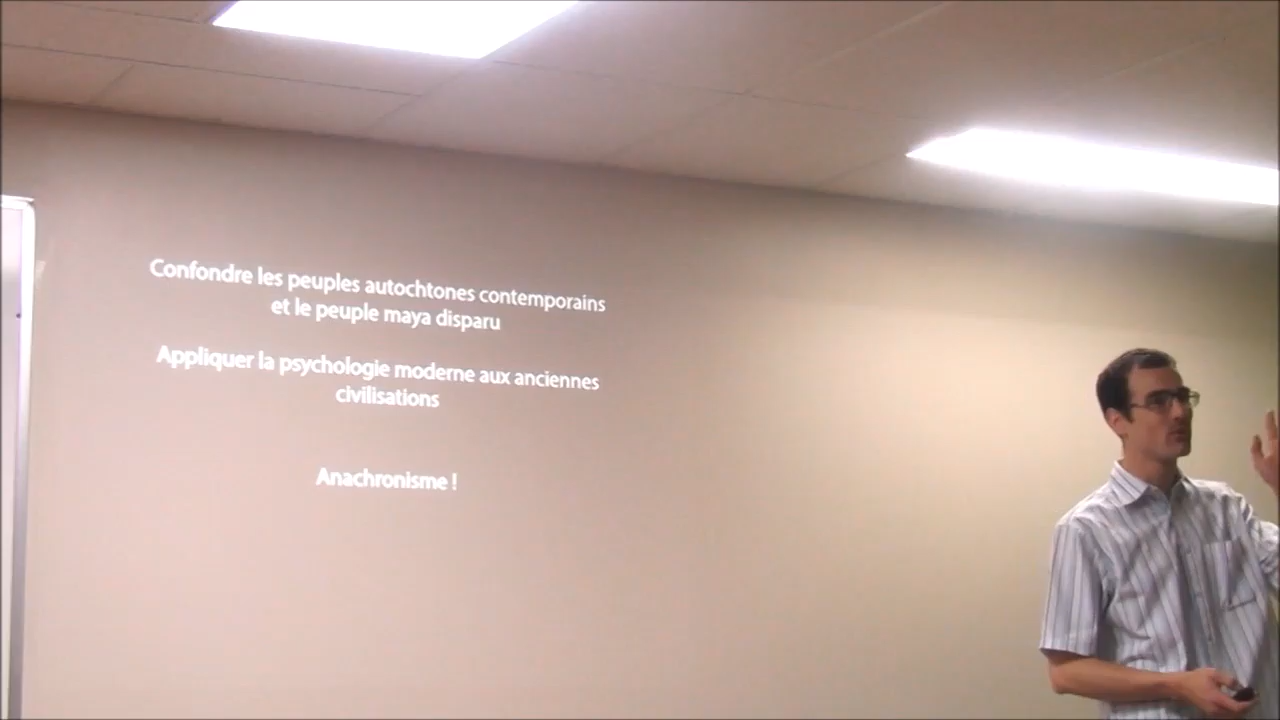 Confondre les peuples autochtones contemporains
et le peuple maya disparu
Appliquer la psychologie moderne aux anciennes
civilisations
Anachronisme !